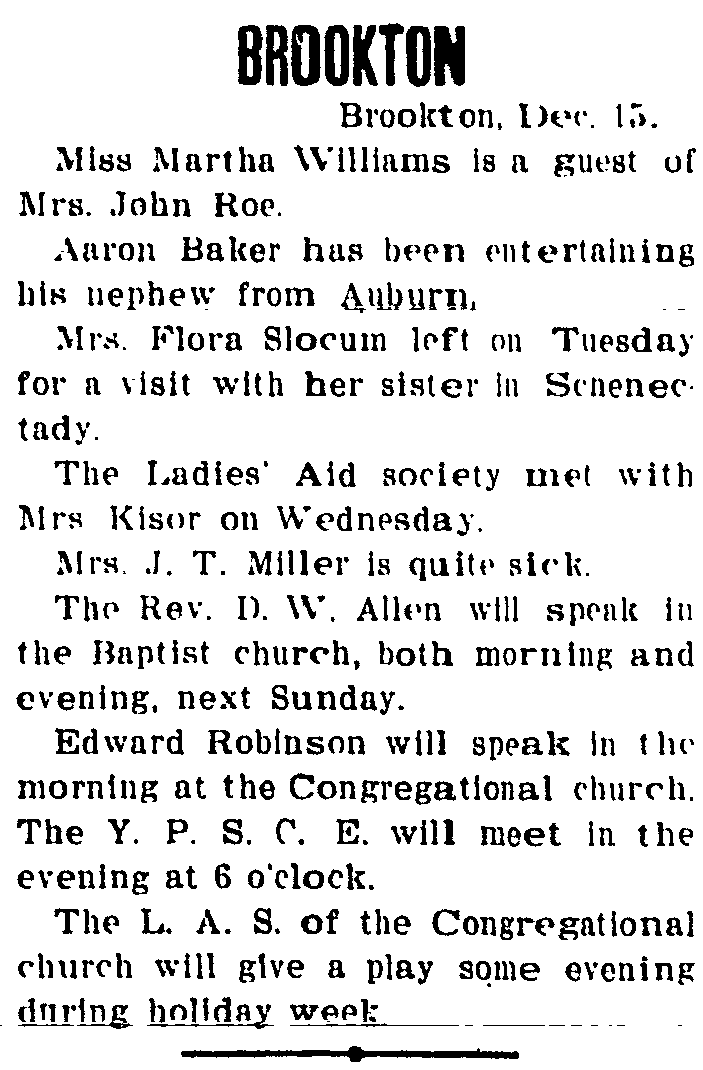 BROOKTON
Brookton, Dec. 15.
Miss Martha Williams is a guest of
Mrs. John Roe.
Aaron Baker has been entertaining
his nephew from Auburn.
Mrs. Flora Slocum left on Tuesday
for a visit with her sister in Scnenec-
tady.
The Ladies' Aid society met with
Mrs Kisor on Wednesday.
Mrs. J. T. Miller is quite sick.
The Rev. D. W. Allen will speak in
the Baptist church, both morning and
evening, next Sunday.
Edward Robinson will speak in the
morning at the Congregational church.
The Y. P. S. C. E. will meet in the
evening at 6 o'clock.
The L. A. S. of the Congregational
church will give a play some evening
during holiday week